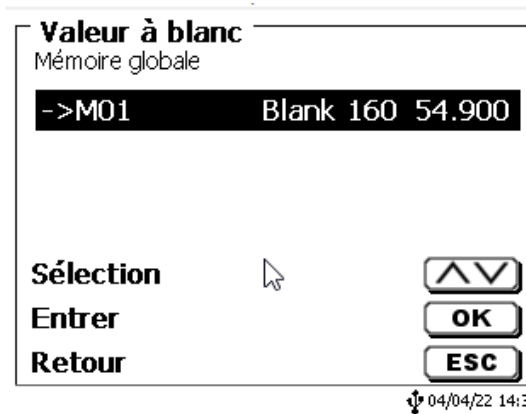 Valeur à blanc
Mémoire globale
->M01 Blank 160 54.900
Sélection
Entrer OK
Retour ESC
04/04/22